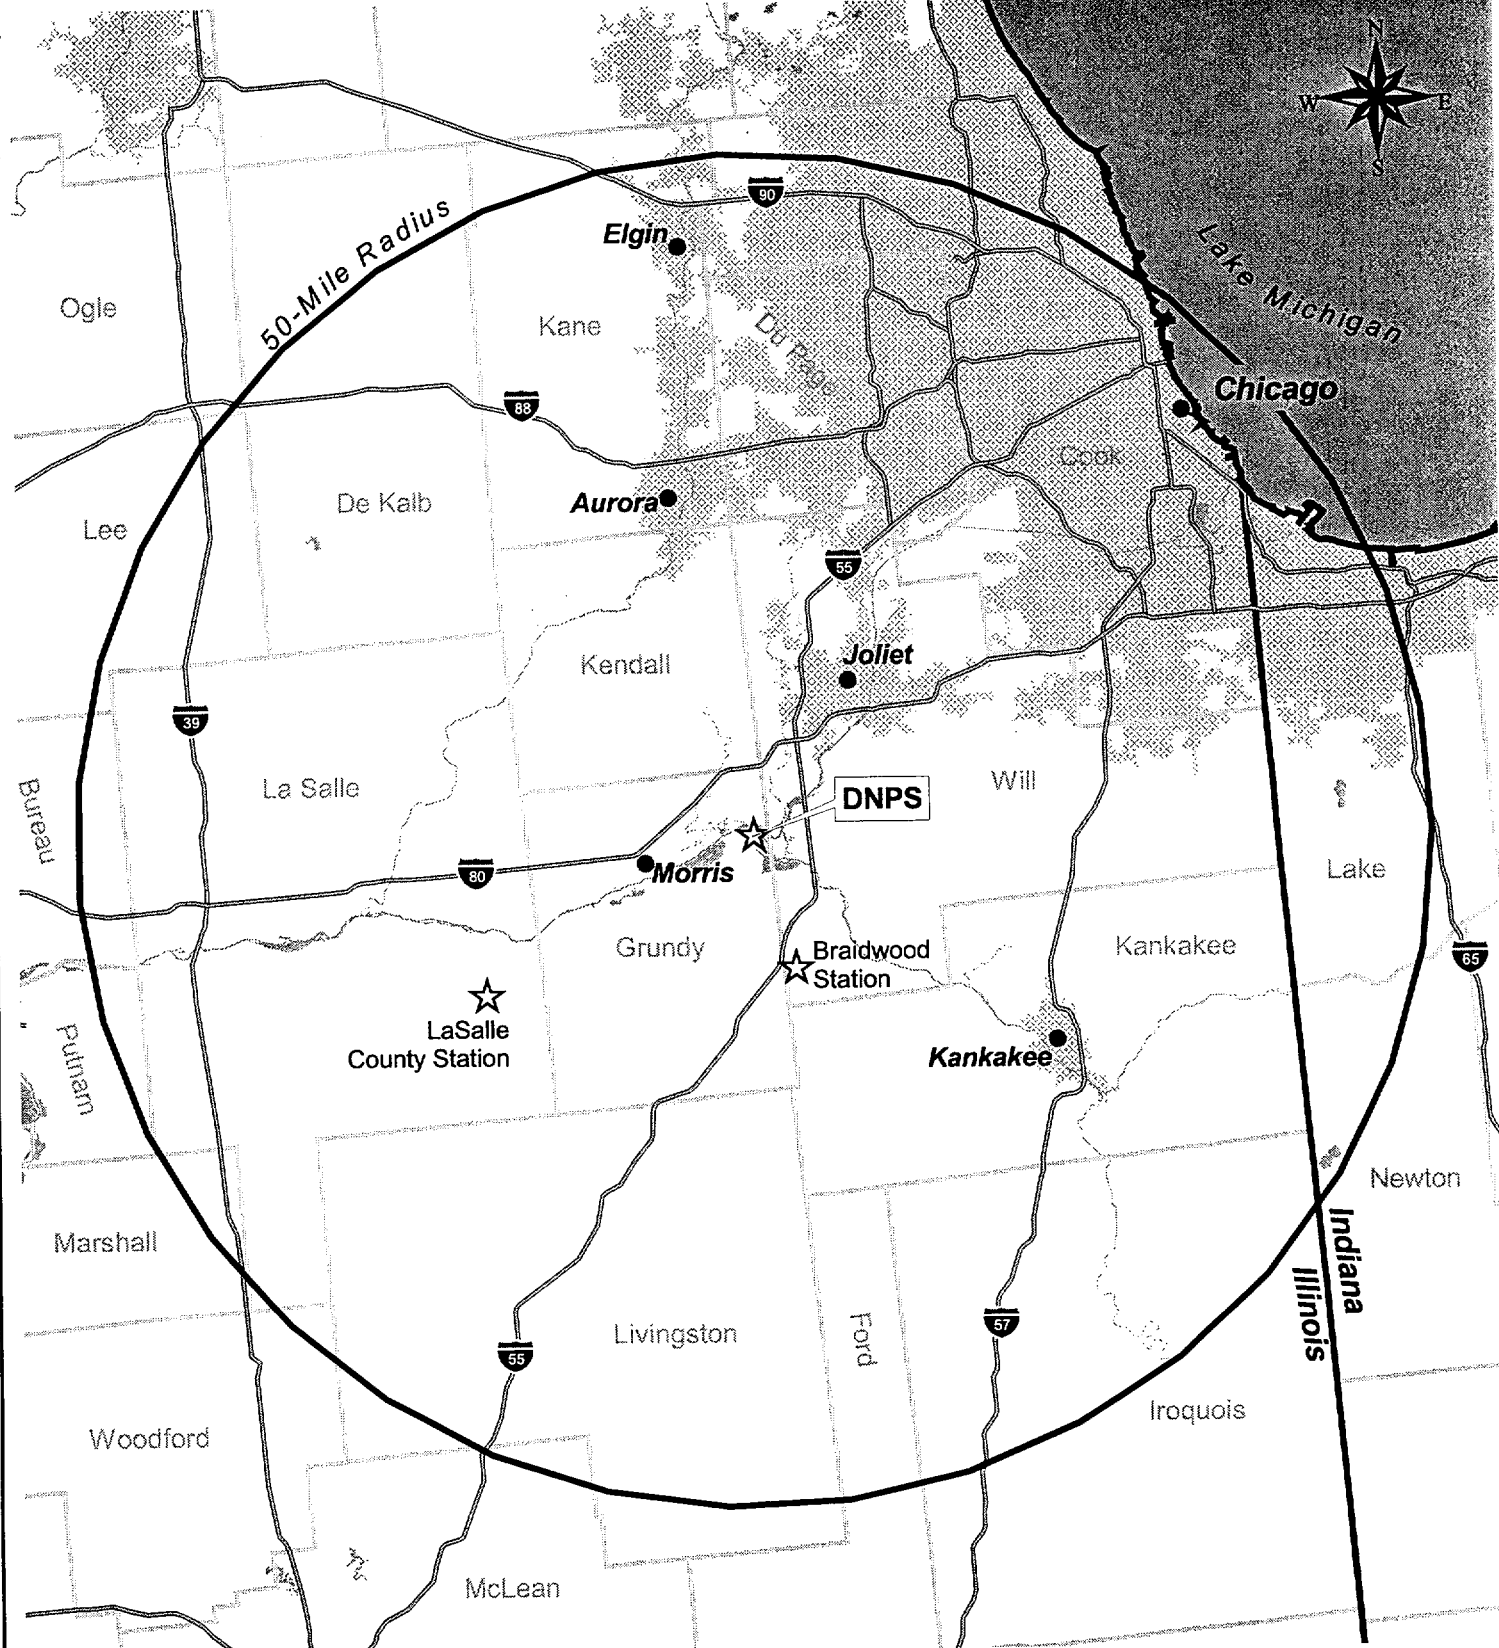 N
W E
S
90
50-Mile Radius
Elgin
Lake Michigan
Ogle
Kane
Du Page
Chicago
88
Cook
De Kalb
Aurora
Lee
55
Joliet
Kendall
39
La Salle
Will
DNPS
Bureau
80
Morris
Lake
Grundy
Braidwood
Station
Kankakee
65
LaSalle
County Station
Putnam
Kankakee
Newton
Marshall
Indiana
Illinois
Livingston
Ford
57
55
Iroquois
Woodford
McLean